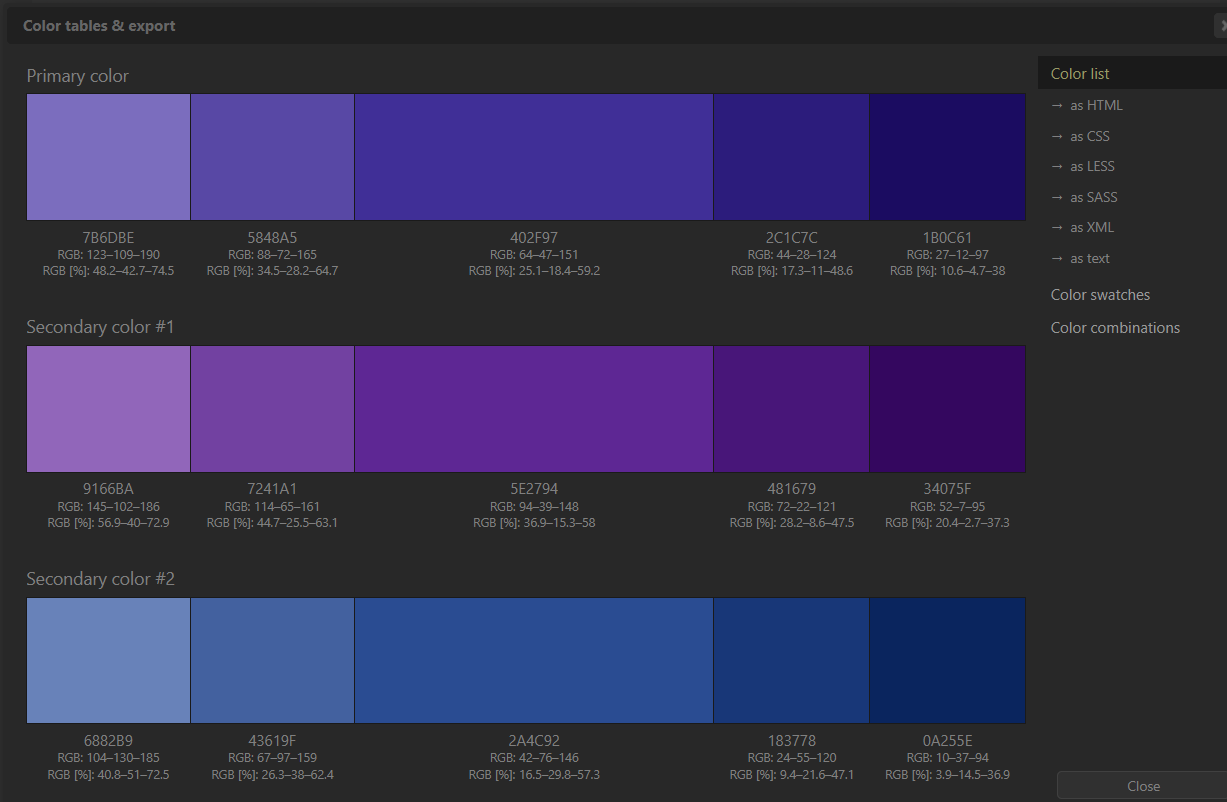 Color tables & export
Primary color
7B6DBE
RGB: 123–109–190
RGB [%]: 48.2–42.7–74.5
5848A5
RGB: 88–72–165
RGB [%]: 34.5–28.2–64.7
402F97
RGB: 64–47–151
RGB [%]: 25.1–18.4–59.2
2C1C7C
RGB: 44–28–124
RGB [%]: 17.3–11–48.6
1B0C61
RGB: 27–12–97
RGB [%]: 10.6–4.7–38
Secondary color #1
9166BA
RGB: 145–102–186
RGB [%]: 56.9–40–72.9
7241A1
RGB: 114–65–161
RGB [%]: 44.7–25.5–63.1
5E2794
RGB: 94–39–148
RGB [%]: 36.9–15.3–58
481679
RGB: 72–22–121
RGB [%]: 28.2–8.6–47.5
34075F
RGB: 52–7–95
RGB [%]: 20.4–2.7–37.3
Secondary color #2
6882B9
RGB: 104–130–185
RGB [%]: 40.8–51–72.5
43619F
RGB: 67–97–159
RGB [%]: 26.3–38–62.4
2A4C92
RGB: 42–76–146
RGB [%]: 16.5–29.8–57.3
183778
RGB: 24–55–120
RGB [%]: 9.4–21.6–47.1
0A255E
RGB: 10–37–94
RGB [%]: 3.9–14.5–36.9
Color list
→ as HTML
→ as CSS
→ as LESS
→ as SASS
→ as XML
→ as text
Color swatches
Color combinations
Close